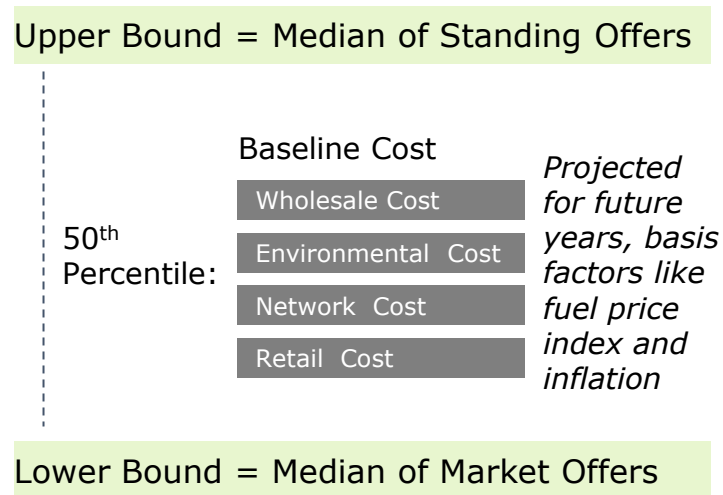 Upper Bound = Median of Standing Offers
Baseline Cost
Wholesale Cost
Environmental Cost
Network Cost
Retail Cost
50th
Percentile:
Projected
for future
years, basis
factors like
fuel price
index and
inflation
Lower Bound = Median of Market Offers